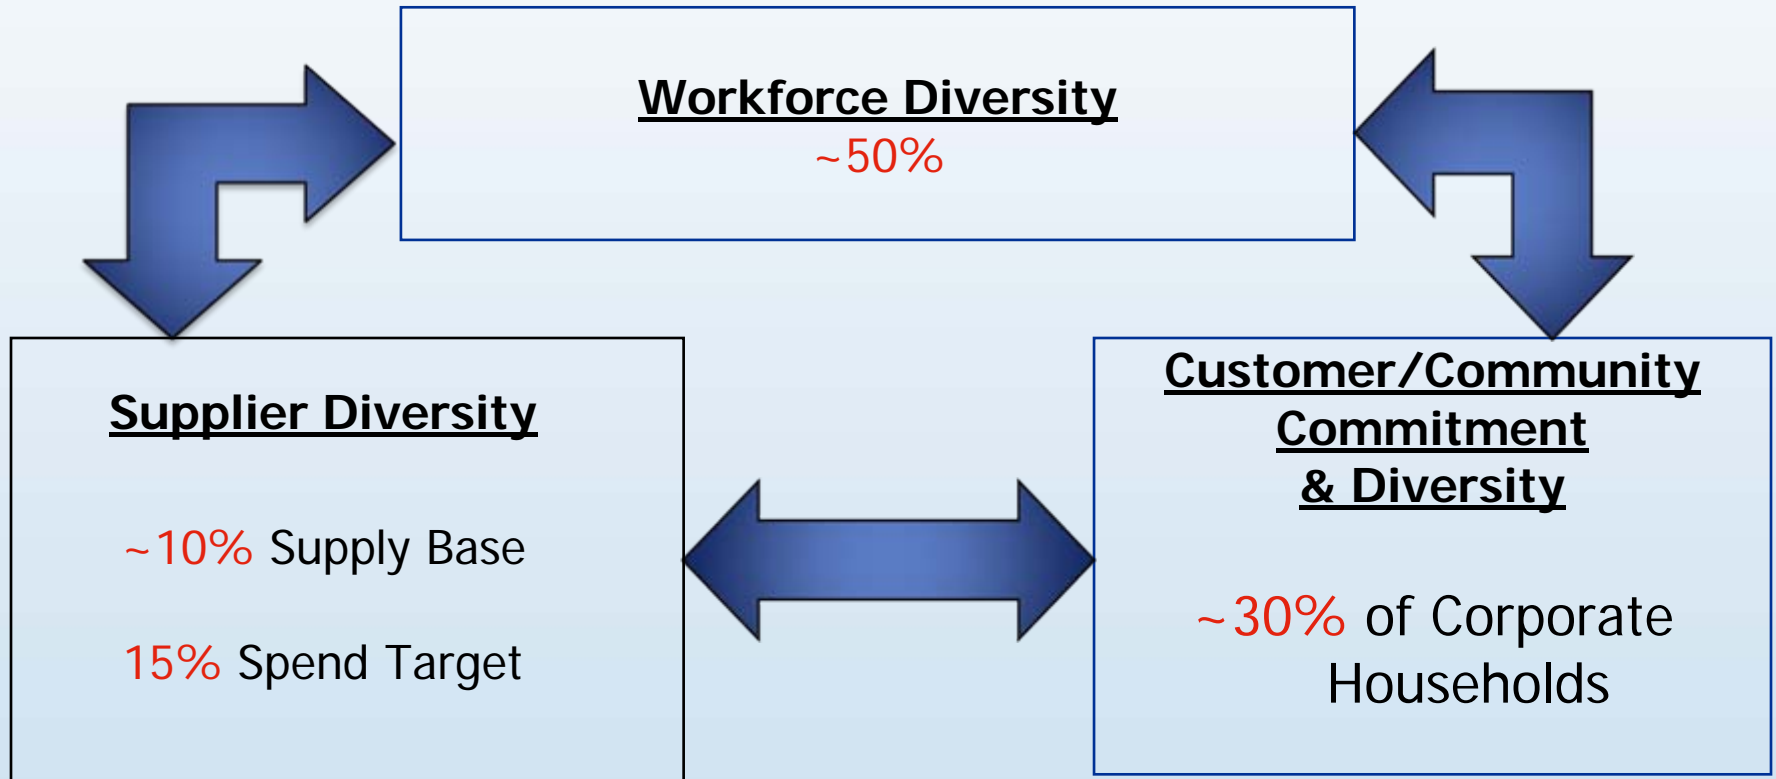 Workforce Diversity
~50%
Supplier Diversity
~10% Supply Base
15% Spend Target
Customer/Community
Commitment
& Diversity
~30% of Corporate
Households